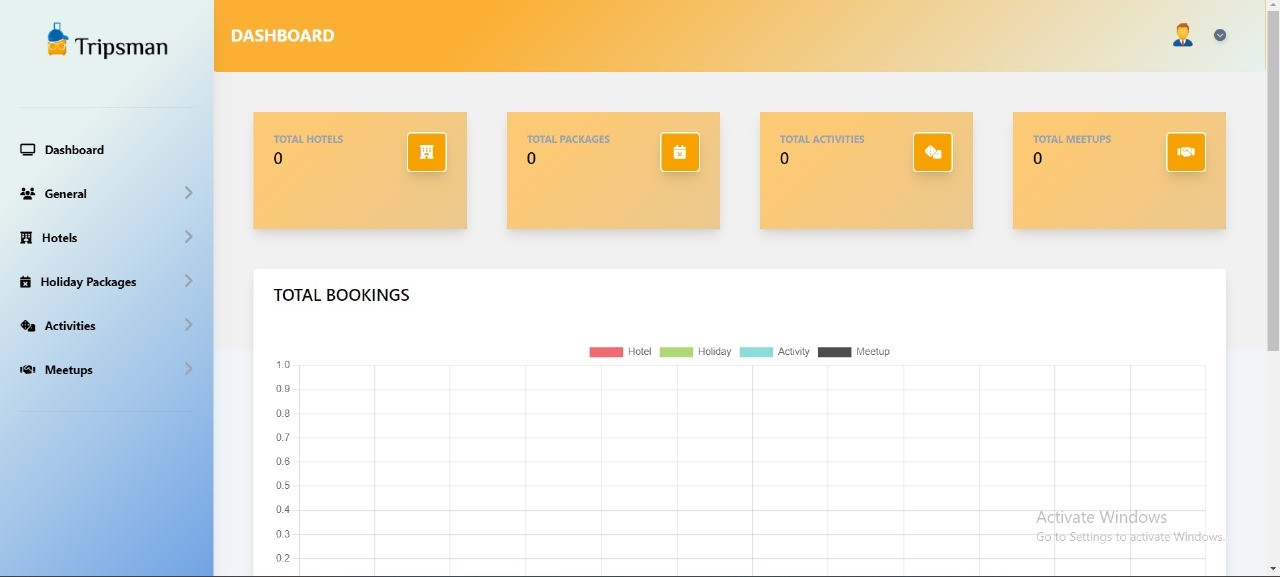 Tripsman
DASHBOARD
Dashboard
General
Hotels
Holiday Packages
Activities
Meetups
TOTAL HOTELS
0
TOTAL PACKAGES
0
TOTAL ACTIVITIES
0
TOTAL MEETUPS
0
TOTAL BOOKINGS
Hotel Holiday Activity Meetup
1.0
0.9
0.8
0.7
0.6
0.5
0.4
0.3
0.2
Activate Windows
Go to Settings to activate Windows.